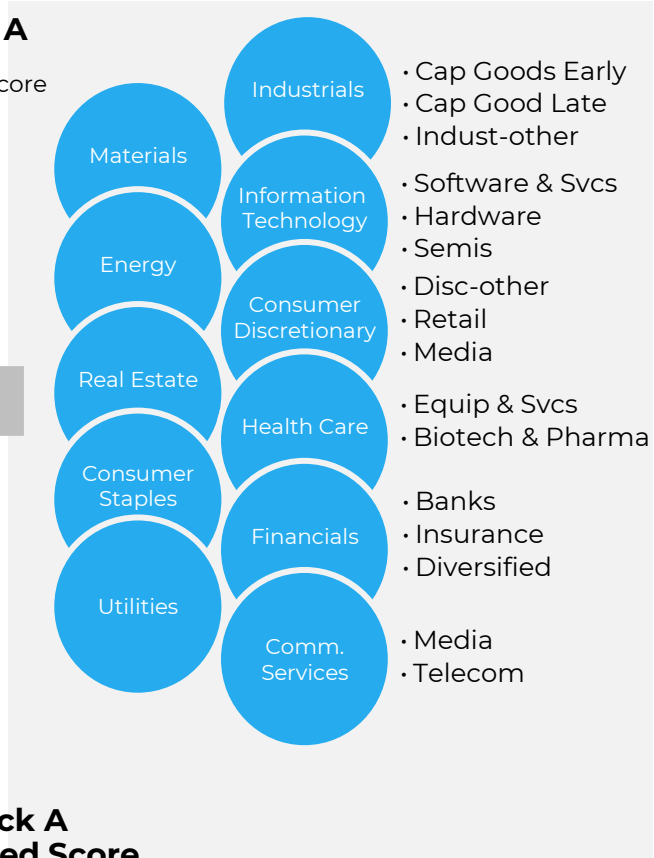 A
core
Materials
Energy
Real Estate
Consumer
Staples
Utilities
Industrials
· Cap Goods Early
· Cap Good Late
· Indust-other
Information
Technology
· Software & Svcs
· Hardware
· Semis
Consumer
Discretionary
· Disc-other
· Retail
· Media
Health Care
· Equip & Svcs
· Biotech & Pharma
Financials
· Banks
· Insurance
· Diversified
Comm.
Services
· Media
· Telecom
ck A
ed Score